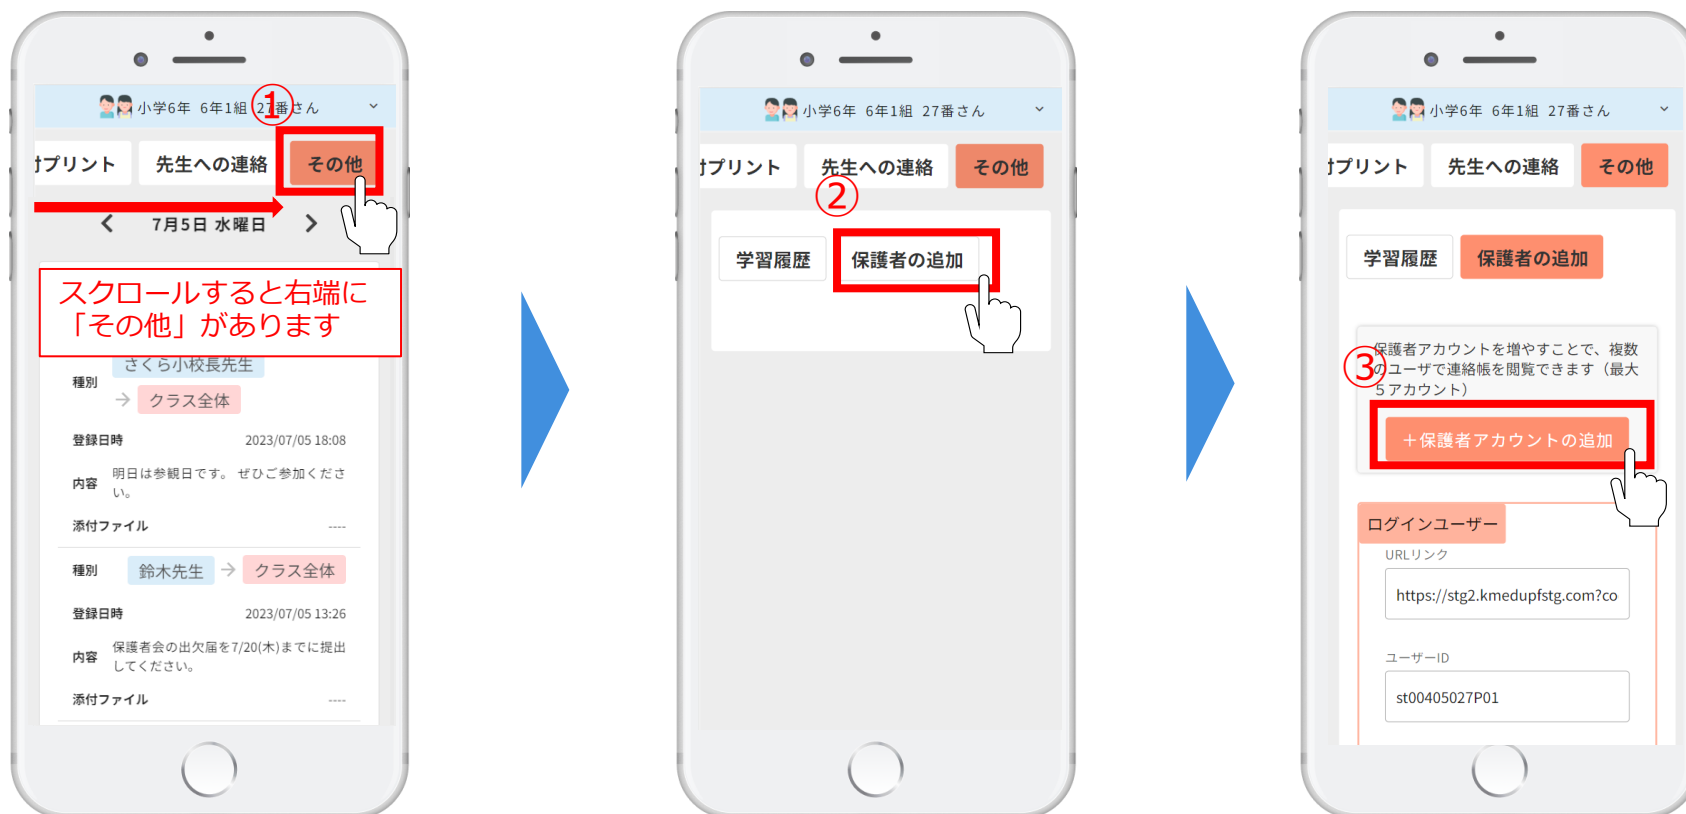 小学6年 6年1組 27番さん
①
付プリント
先生への連絡
その他
7月5日 水曜日
スクロールすると右端に
「その他」があります
さくら小校長先生
種別
→ クラス全体
登録日時 2023/07/05 18:08
明日は参観日です。 ぜひご参加くださ
内容
い。
添付ファイル ----
種別 鈴木先生 → クラス全体
登録日時 2023/07/05 13:26
保護者会の出欠届を7/20(木)までに提出
内容
してください。
添付ファイル ----
小学6年 6年1組 27番さん
付プリント
先生への連絡
その他
②
学習履歴
保護者の追加
小学6年 6年1組 27番さん
付プリント
先生への連絡
その他
学習履歴
保護者の追加
保護者アカウントを増やすことで、複数
のユーザで連絡帳を閲覧できます（最大
５アカウント）
③
＋保護者アカウントの追加
ログインユーザー
URLリンク
https://stg2.kmedupfstg.com?co
ユーザーID
st00405027P01